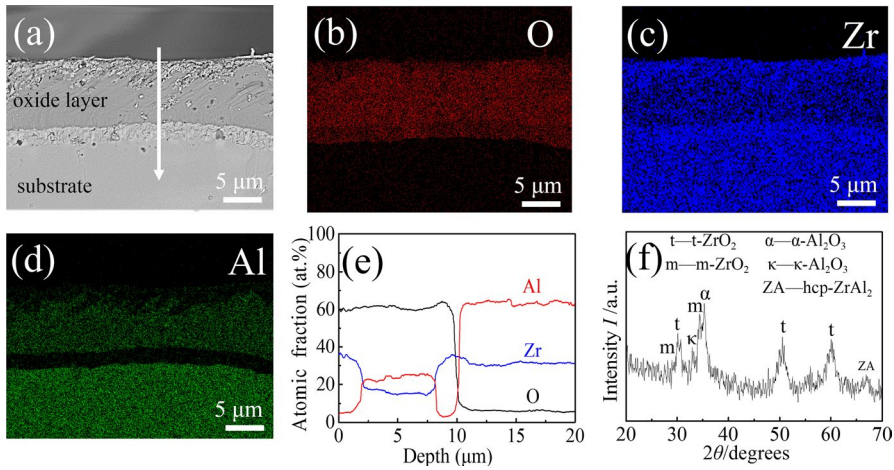 (a)
oxide layer
substrate
5 μm
(b)
O
5 μm
(c)
Zr
5 μm
(d)
Al
5 μm
(e)
Atomic fraction (at.%)
100
80
60
40
20
0
Al
Zr
O
0 5 10 15 20
Depth (μm)
(f)
t—t-ZrO₂ α—α-Al₂O₃
m—m-ZrO₂ κ—κ-Al₂O₃
ZA—hcp-ZrAl₂
Intensity I /a.u.
m
t
κ
m
α
t
t
ZA
20 30 40 50 60 70
2θ/degrees